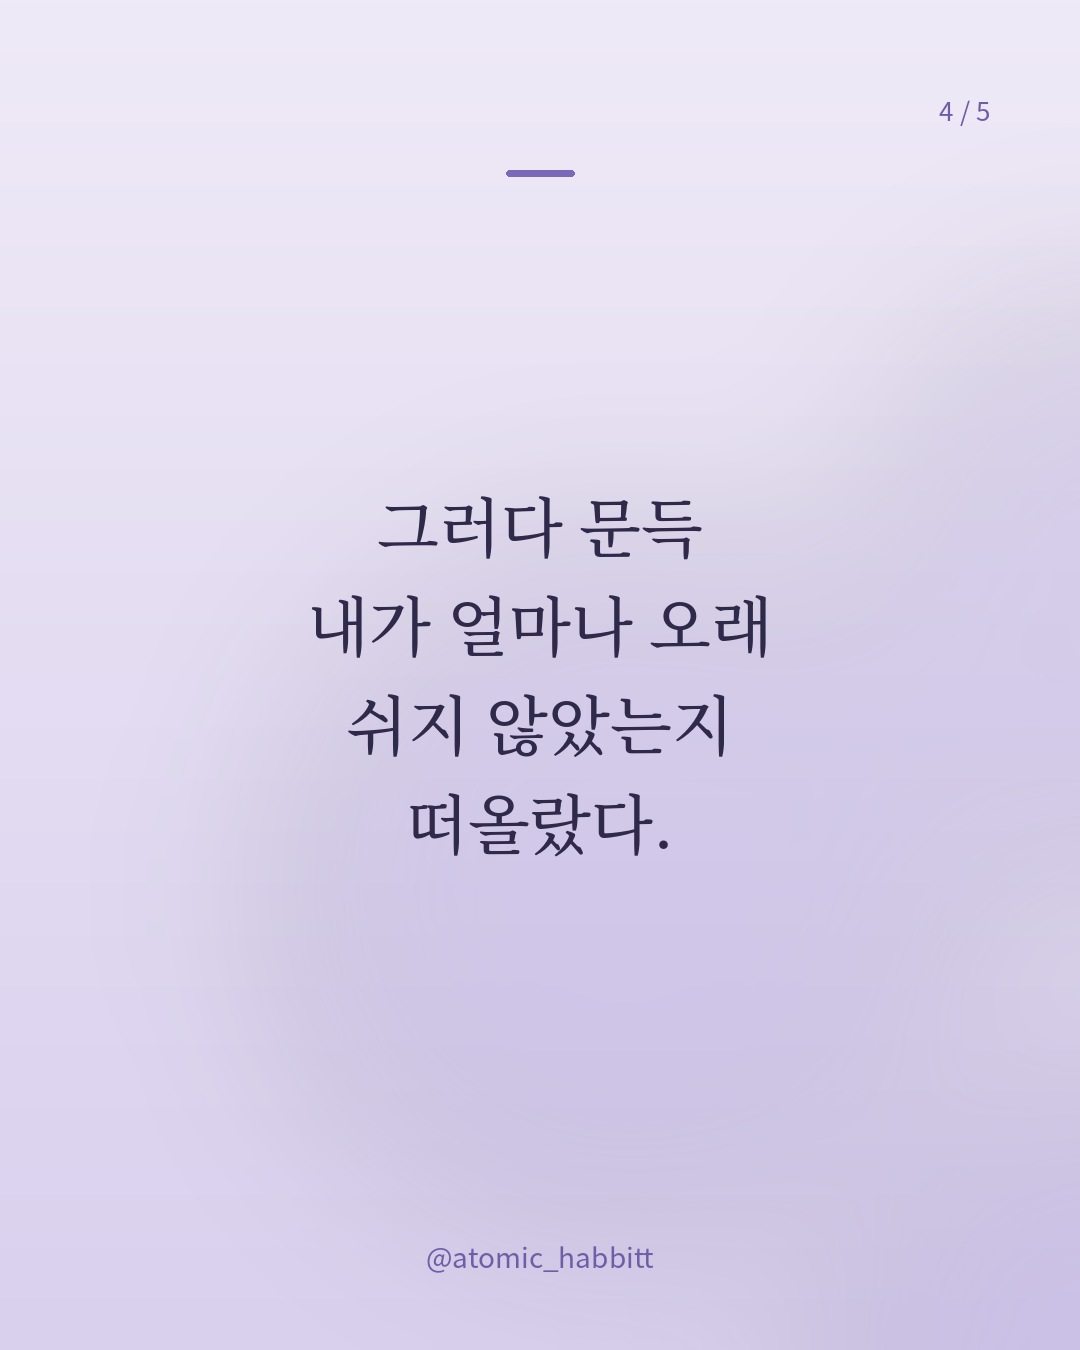 4 / 5
그러다 문득
내가 얼마나 오래
쉬지 않았는지
떠올랐다.
@atomic_habbitt